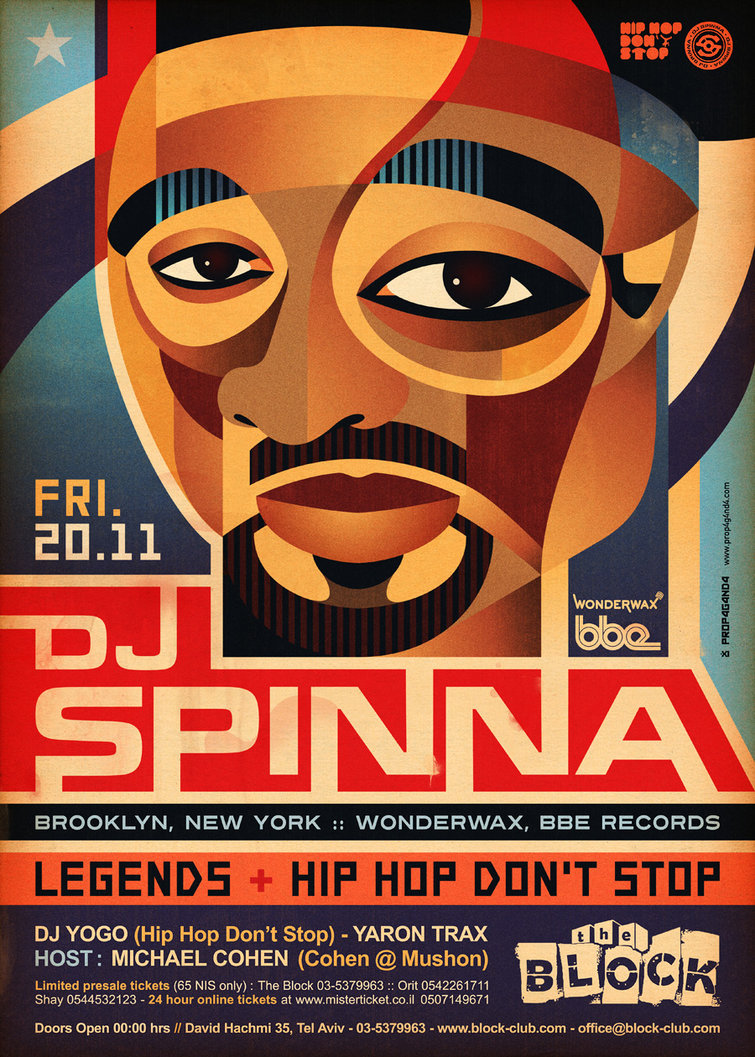 HIP HOP
DON'T
STOP
FRI.
20.11
WONDERWAX
bbe
PROP4G4ND4 www.prop4g4nd4.com
DJ
SPINNA
BROOKLYN, NEW YORK :: WONDERWAX, BBE RECORDS
LEGENDS + HIP HOP DON'T STOP
DJ YOGO (Hip Hop Don't Stop) - YARON TRAX
HOST : MICHAEL COHEN (Cohen @ Mushon)
the
BLOCK
Limited presale tickets (65 NIS only) : The Block 03-5379963 :: Orit 0542261711
Shay 0544532123 - 24 hour online tickets at www.misterticket.co.il 0507149671
Doors Open 00:00 hrs // David Hachmi 35, Tel Aviv - 03-5379963 - www.block-club.com - office@block-club.com